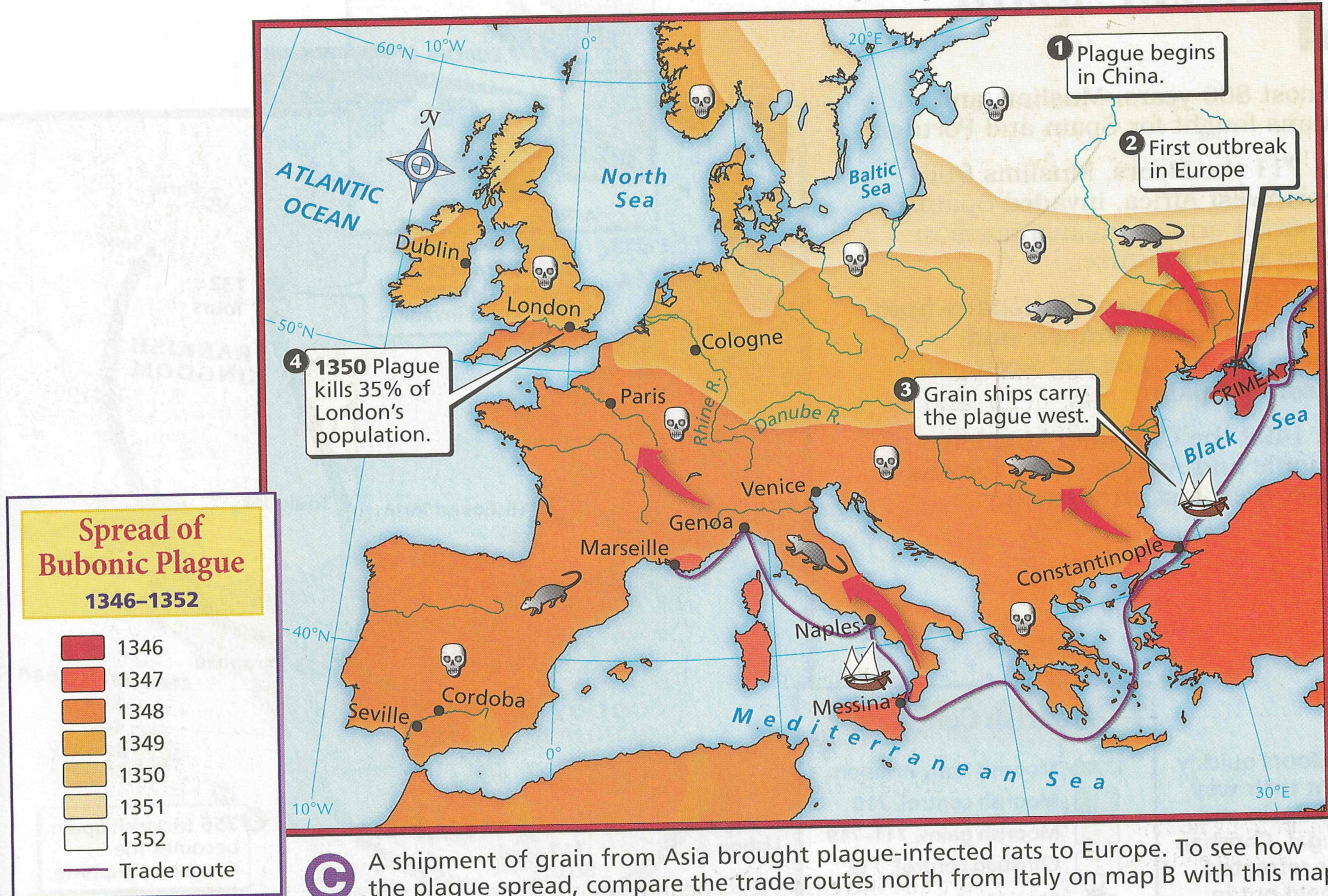 60°N
10°W
0°
20°E
1 Plague begins
in China.
2 First outbreak
in Europe
N
ATLANTIC
OCEAN
North
Sea
Baltic
Sea
Dublin
London
50°N
Cologne
4 1350 Plague
kills 35% of
London's
population.
Paris
Rhine R.
Danube R.
3 Grain ships carry
the plague west.
CRIMEA
Black Sea
Venice
Genoa
Marseille
Constantinople
40°N
Naples
Messina
Cordoba
Seville
Mediterranean Sea
0°
10°W
30°E
Spread of
Bubonic Plague
1346–1352
1346
1347
1348
1349
1350
1351
1352
Trade route
C A shipment of grain from Asia brought plague-infected rats to Europe. To see how
the plague spread, compare the trade routes north from Italy on map B with this map